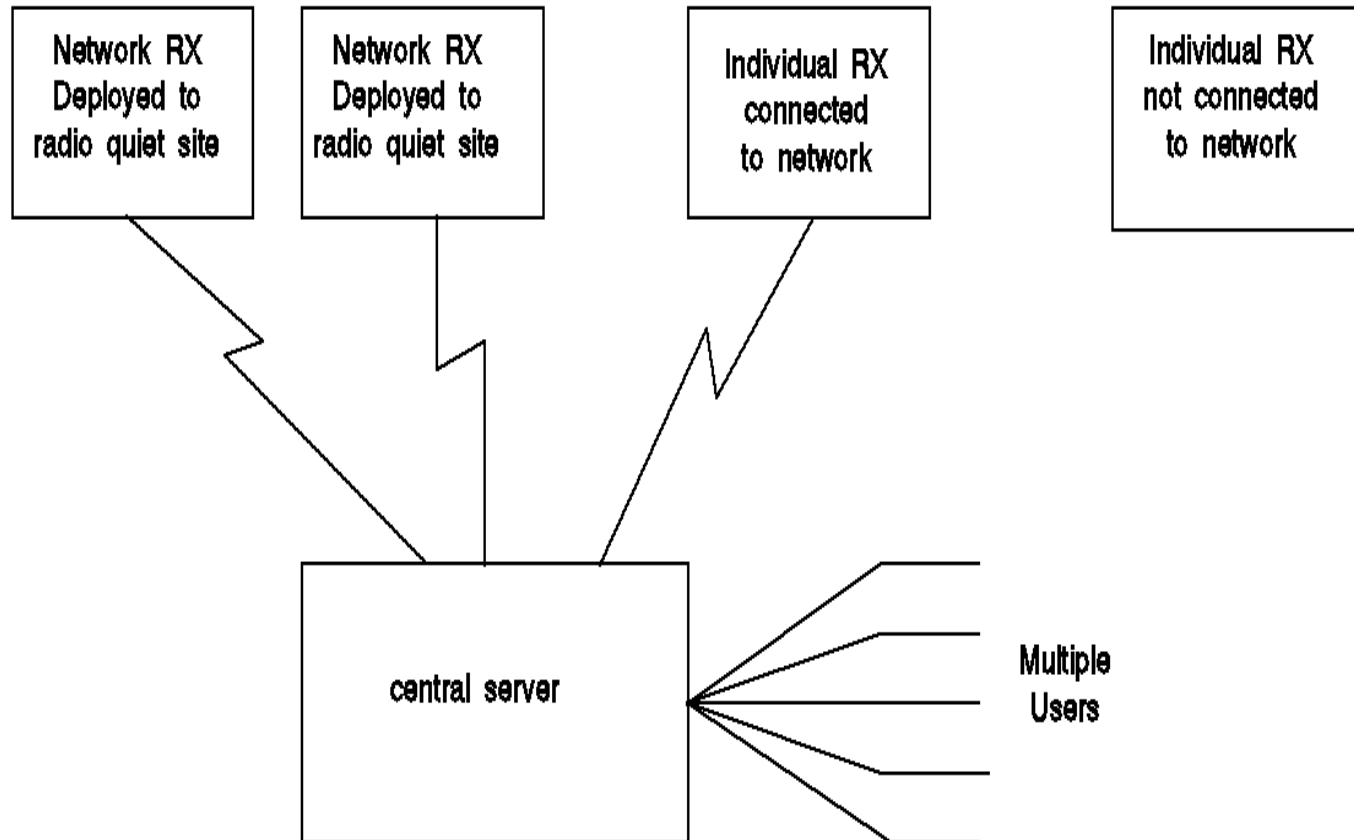 Network RX
Deployed to
radio quiet site
Network RX
Deployed to
radio quiet site
Individual RX
connected
to network
Individual RX
not connected
to network
central server
Multiple
Users